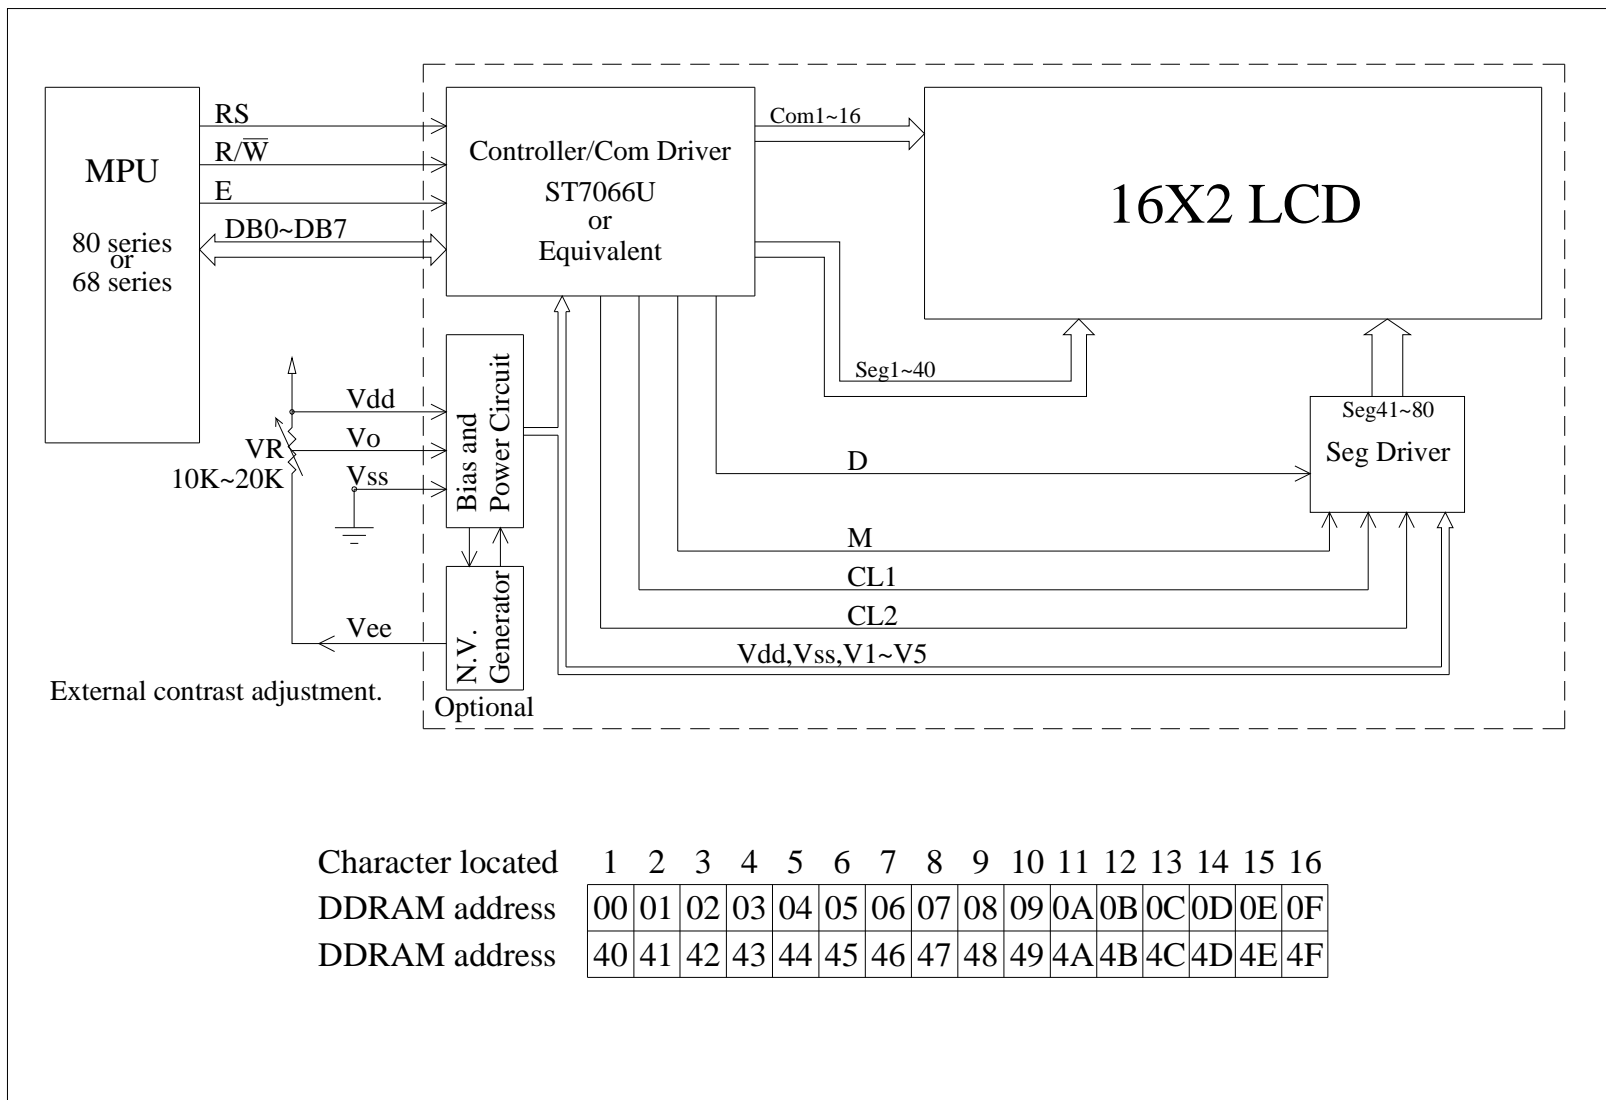 MPU
80 series
or
68 series
RS
R/W̅
E
DB0~DB7
Controller/Com Driver
ST7066U
or
Equivalent
Com1~16
16X2 LCD
Seg1~40
Seg41~80
Seg Driver
Vdd
Vo
Vss
VR
10K~20K
Bias and
Power Circuit
D
M
CL1
CL2
Vdd,Vss,V1~V5
Vee
N.V.
Generator
Optional
External contrast adjustment.
Character located 1 2 3 4 5 6 7 8 9 10 11 12 13 14 15 16
DDRAM address 00 01 02 03 04 05 06 07 08 09 0A 0B 0C 0D 0E 0F
DDRAM address 40 41 42 43 44 45 46 47 48 49 4A 4B 4C 4D 4E 4F